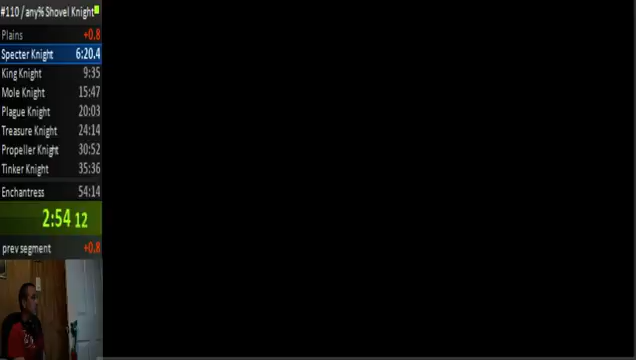 #110 / any% Shovel Knight
Plains +0.8
Specter Knight 6:20.4
King Knight 9:35
Mole Knight 15:47
Plague Knight 20:03
Treasure Knight 24:14
Propeller Knight 30:52
Tinker Knight 35:36
Enchantress 54:14
2:54 12
prev segment +0.8